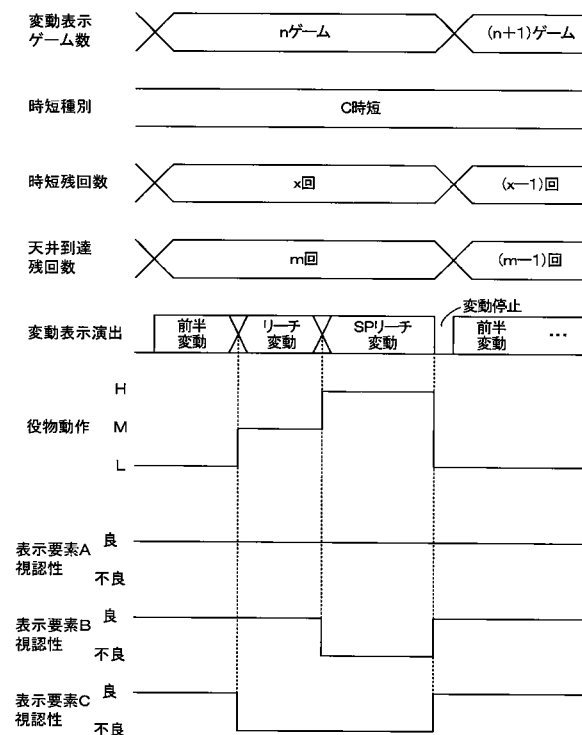 変動表示
ゲーム数
nゲーム
(n+1)ゲーム
時短種別
C時短
時短残回数
x回
(x−1)回
天井到達
残回数
m回
(m−1)回
変動停止
変動表示演出
前半
変動
リーチ
変動
SPリーチ
変動
前半
変動
…
役物動作
H
M
L
表示要素A
視認性
良
不良
表示要素B
視認性
良
不良
表示要素C
視認性
良
不良